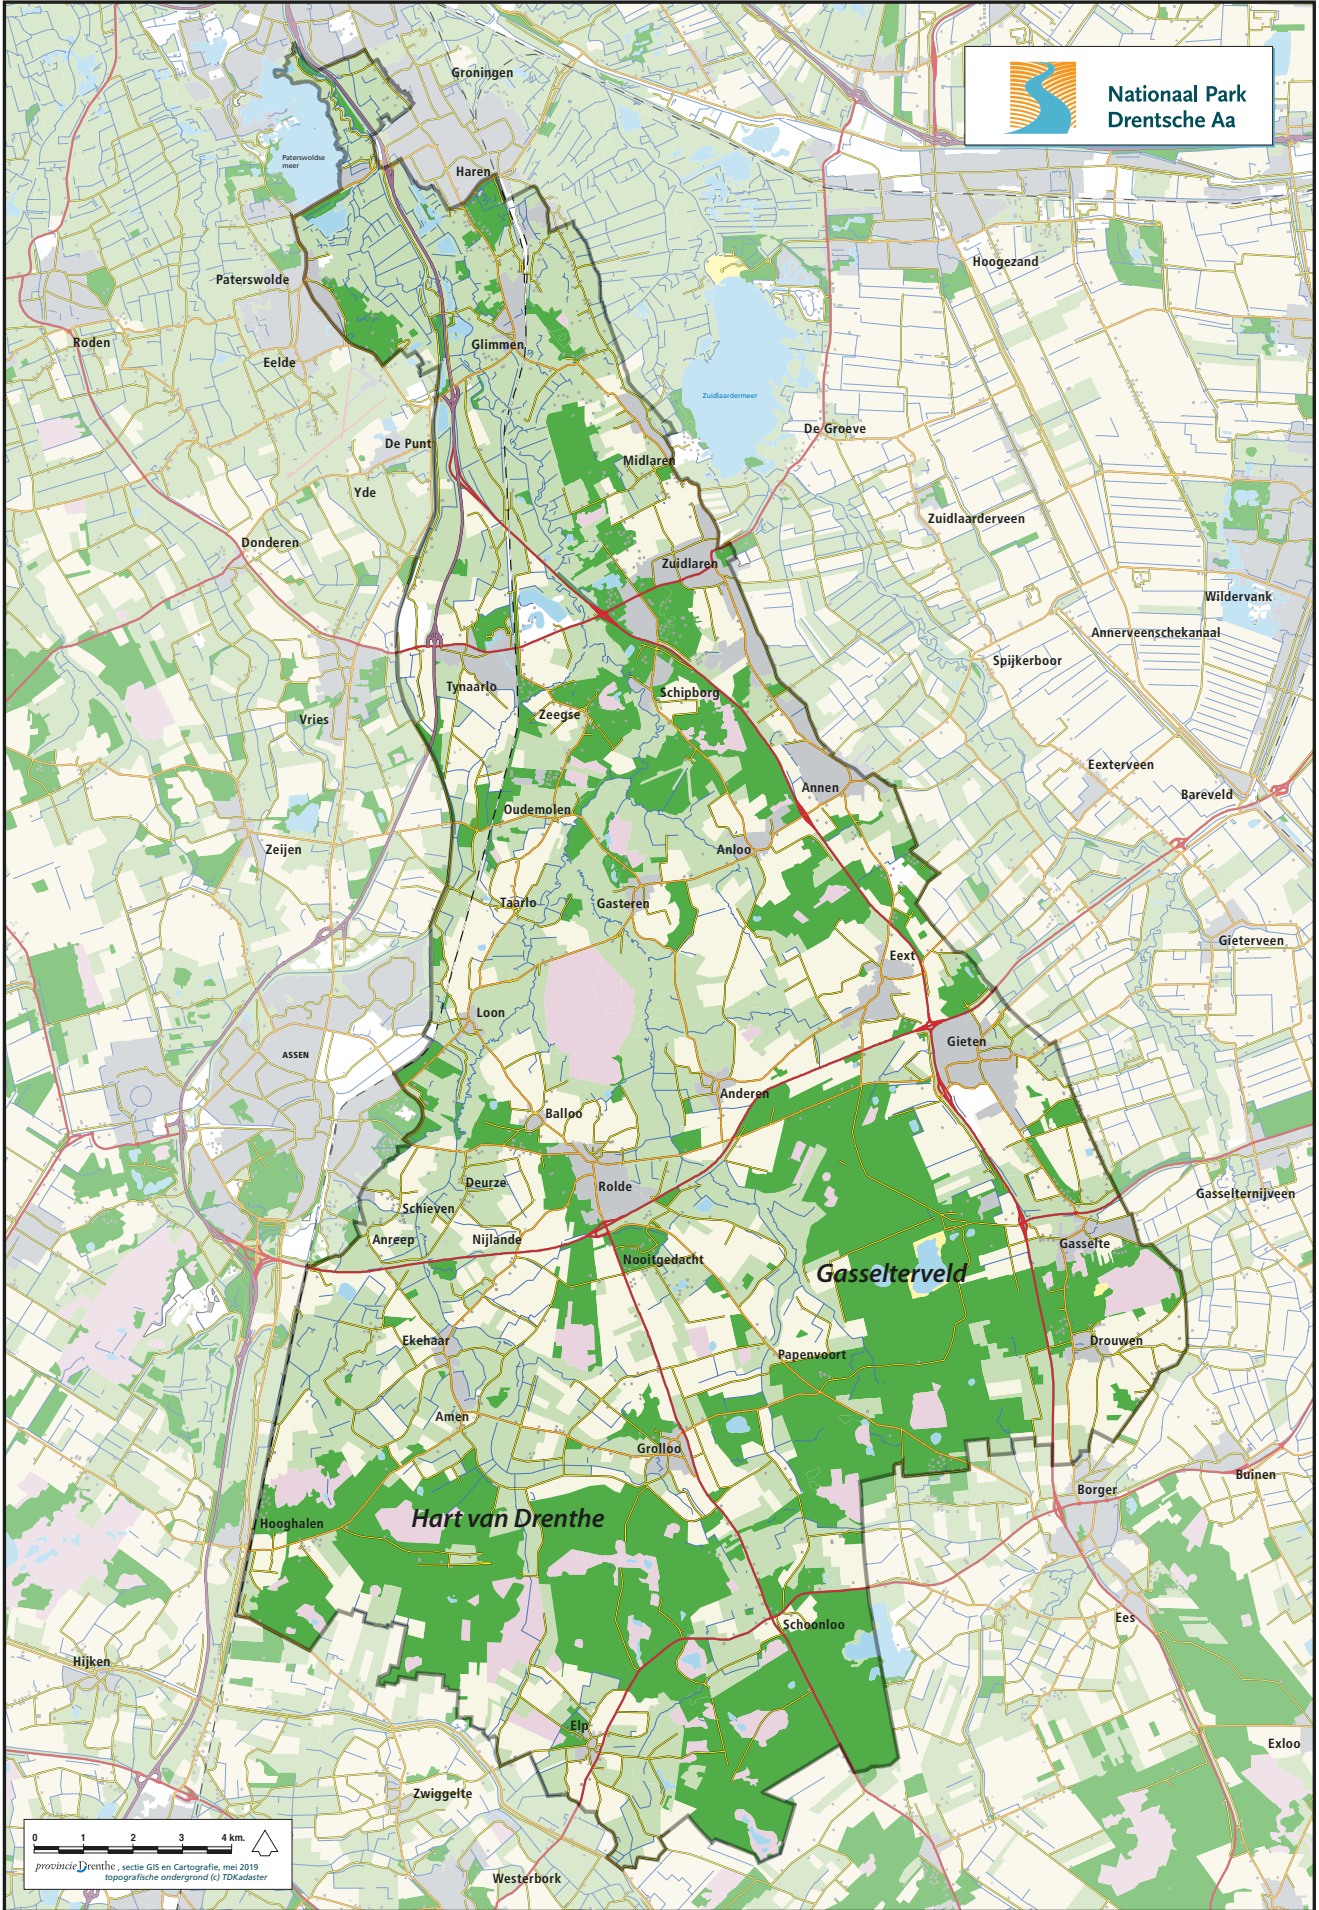 Groningen
Nationaal Park
Drentsche Aa
Paterswoldse
meer
Haren
Hoogezand
Paterswolde
Roden
Glimmen
Eelde
Zuidlaardermeer
De Groeve
De Punt
Midlaren
Yde
Zuidlaarderveen
Donderen
Zuidlaren
Wildervank
Annerveenschekanaal
Spijkerboor
Tynaarlo
Schipborg
Zeegse
Vries
Eexterveen
Annen
Bareveld
Oudemolen
Zeijen
Anloo
Taarlo
Gasteren
Gieterveen
Eext
Loon
Gieten
ASSEN
Anderen
Balloo
Deurze
Rolde
Gasselternijveen
Schieven
Anreep
Nijlande
Gasselte
Nooitgedacht
Gasselterveld
Ekehaar
Drouwen
Papenvoort
Amen
Grolloo
Buinen
Borger
Hart van Drenthe
Hooghalen
Ees
Schoonloo
Hijken
Elp
Exloo
Zwiggelte
0 1 2 3 4 km.
provincie Drenthe , sectie GIS en Cartografie, mei 2019
topografische ondergrond (c) TDKadaster
Westerbork